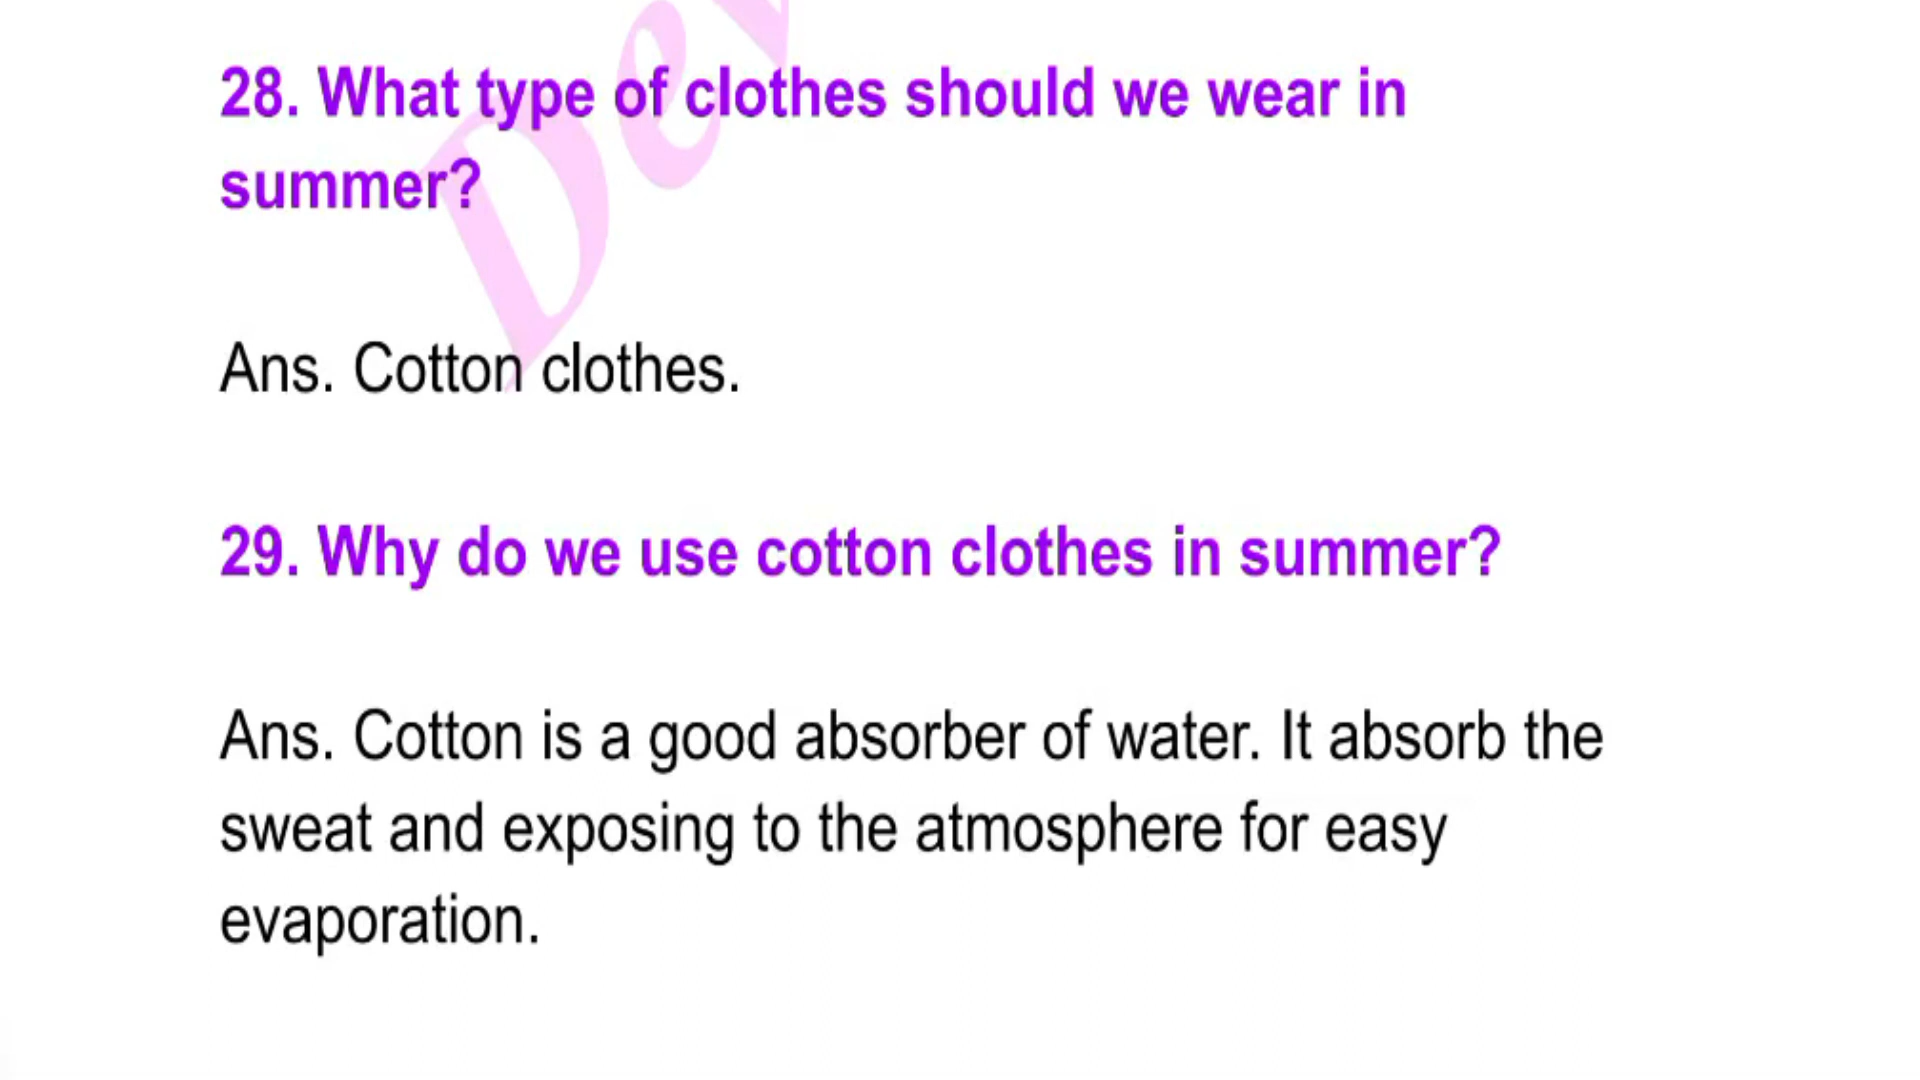 28. What type of clothes should we wear in
summer?
Ans. Cotton clothes.
29. Why do we use cotton clothes in summer?
Ans. Cotton is a good absorber of water. It absorb the
sweat and exposing to the atmosphere for easy
evaporation.